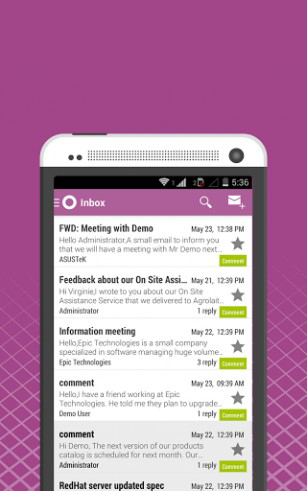 5:36
Inbox
FWD: Meeting with Demo May 23, 12:38 PM
Hello Administrator,A small email to inform you
that we will have a meeting with Mr Demo next...
ASUSTeK Comment
Feedback about our On Site Assi... May 21, 12:39 PM
Hi Virginie,I wrote to you about our On Site
Assistance Service that we delivered to Agrolait...
Administrator 1 reply Comment
Information meeting May 22, 12:38 PM
Hello,Epic Technologies is a small company
specialized in software managing huge volume...
Epic Technologies 3 reply Comment
comment May 23, 09:39 AM
Hello,I have a friend working at Epic
Technologies. He told me they plan to upgrade...
Demo User 1 reply Comment
comment May 22, 12:39 PM
Hi Demo, The next version of our products
catalog is scheduled for next month. Our...
Administrator Comment
RedHat server updated spec May 22, 12:39 PM